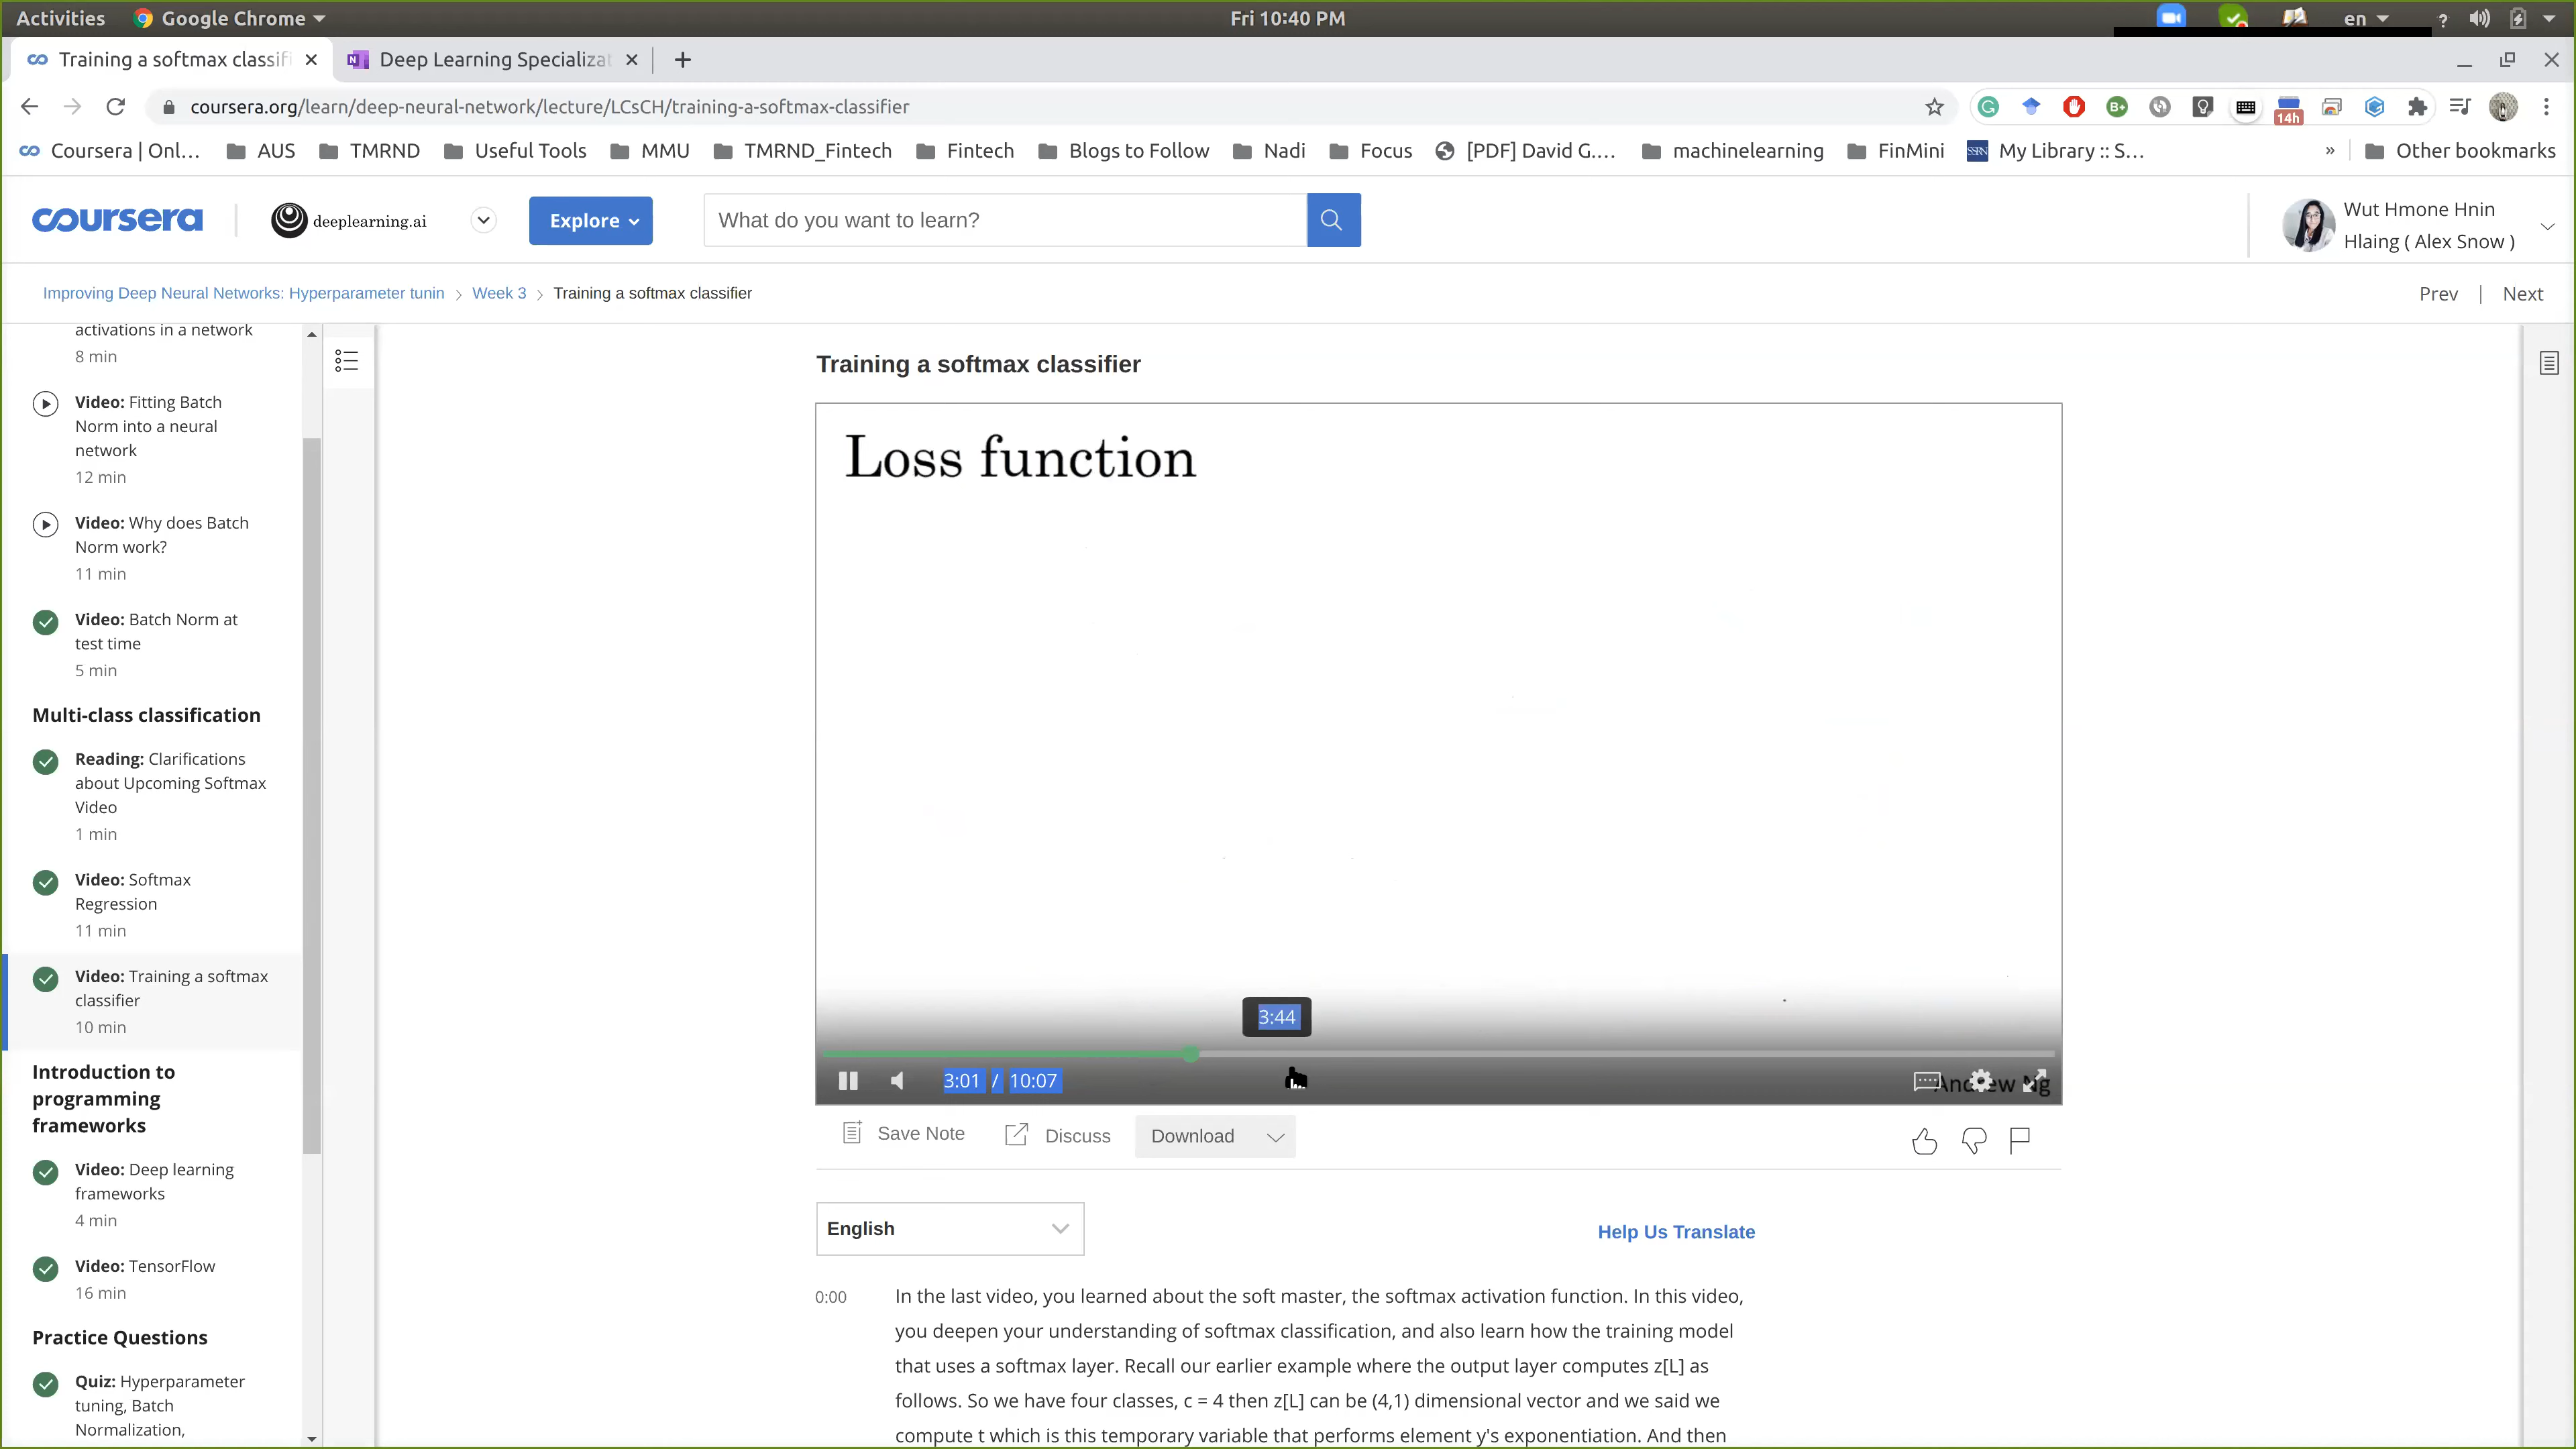 Activities
Google Chrome
Fri 10:40 PM
en
?
Training a softmax classifi
Deep Learning Specializat
coursera.org/learn/deep-neural-network/lecture/LCsCH/training-a-softmax-classifier
B+
14h
Coursera | Onl...
AUS
TMRND
Useful Tools
MMU
TMRND_Fintech
Fintech
Blogs to Follow
Nadi
Focus
[PDF] David G....
machinelearning
FinMini
SSRN
My Library :: S...
»
Other bookmarks
coursera
deeplearning.ai
Explore
What do you want to learn?
Wut Hmone Hnin
Hlaing ( Alex Snow )
Improving Deep Neural Networks: Hyperparameter tunin > Week 3 > Training a softmax classifier
Prev | Next
activations in a network
8 min
Video: Fitting Batch
Norm into a neural
network
12 min
Video: Why does Batch
Norm work?
11 min
Video: Batch Norm at
test time
5 min
Multi-class classification
Reading: Clarifications
about Upcoming Softmax
Video
1 min
Video: Softmax
Regression
11 min
Video: Training a softmax
classifier
10 min
Introduction to
programming
frameworks
Video: Deep learning
frameworks
4 min
Video: TensorFlow
16 min
Practice Questions
Quiz: Hyperparameter
tuning, Batch
Normalization,
Training a softmax classifier
Loss function
3:44
3:01 / 10:07
Andrew Ng
Save Note
Discuss
Download
English
Help Us Translate
0:00
In the last video, you learned about the soft master, the softmax activation function. In this video,
you deepen your understanding of softmax classification, and also learn how the training model
that uses a softmax layer. Recall our earlier example where the output layer computes z[L] as
follows. So we have four classes, c = 4 then z[L] can be (4,1) dimensional vector and we said we
compute t which is this temporary variable that performs element y's exponentiation. And then